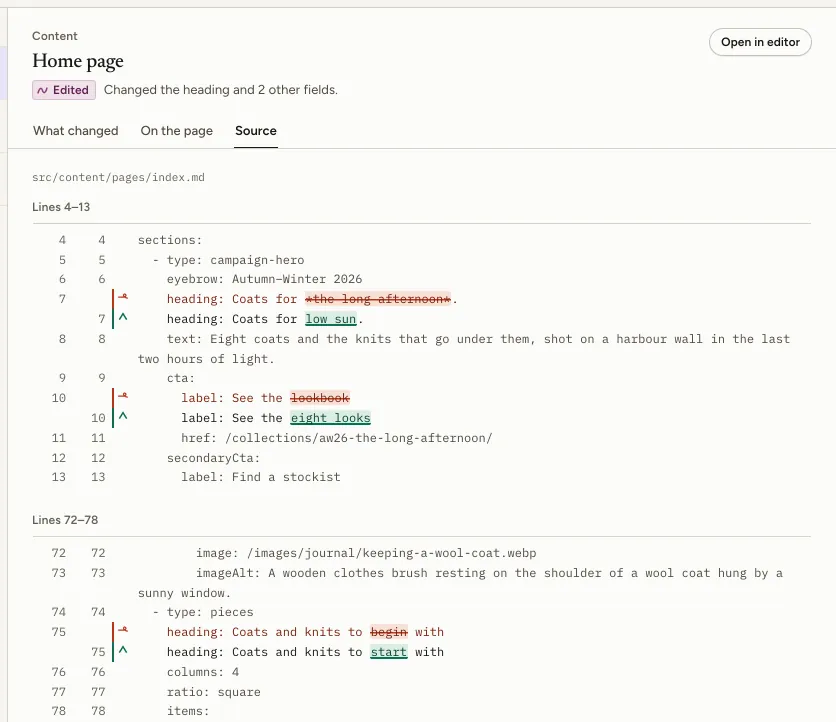 Content
Home page
Open in editor
Edited Changed the heading and 2 other fields.
What changed On the page Source
src/content/pages/index.md
Lines 4–13
4 4 sections:
5 5 - type: campaign-hero
6 6 eyebrow: Autumn–Winter 2026
7 heading: Coats for *the long afternoon*.
7 heading: Coats for low sun.
8 8 text: Eight coats and the knits that go under them, shot on a harbour wall in the last
two hours of light.
9 9 cta:
10 label: See the lookbook
10 label: See the eight looks
11 11 href: /collections/aw26-the-long-afternoon/
12 12 secondaryCta:
13 13 label: Find a stockist
Lines 72–78
72 72 image: /images/journal/keeping-a-wool-coat.webp
73 73 imageAlt: A wooden clothes brush resting on the shoulder of a wool coat hung by a
sunny window.
74 74 - type: pieces
75 heading: Coats and knits to begin with
75 heading: Coats and knits to start with
76 76 columns: 4
77 77 ratio: square
78 78 items: